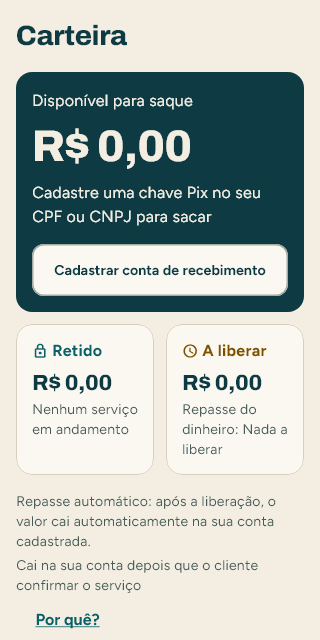 Carteira
Disponível para saque
R$ 0,00
Cadastre uma chave Pix no seu
CPF ou CNPJ para sacar
Cadastrar conta de recebimento
Retido
R$ 0,00
Nenhum serviço
em andamento
A liberar
R$ 0,00
Repasse do
dinheiro: Nada a
liberar
Repasse automático: após a liberação, o
valor cai automaticamente na sua conta
cadastrada.
Cai na sua conta depois que o cliente
confirmar o serviço
Por quê?